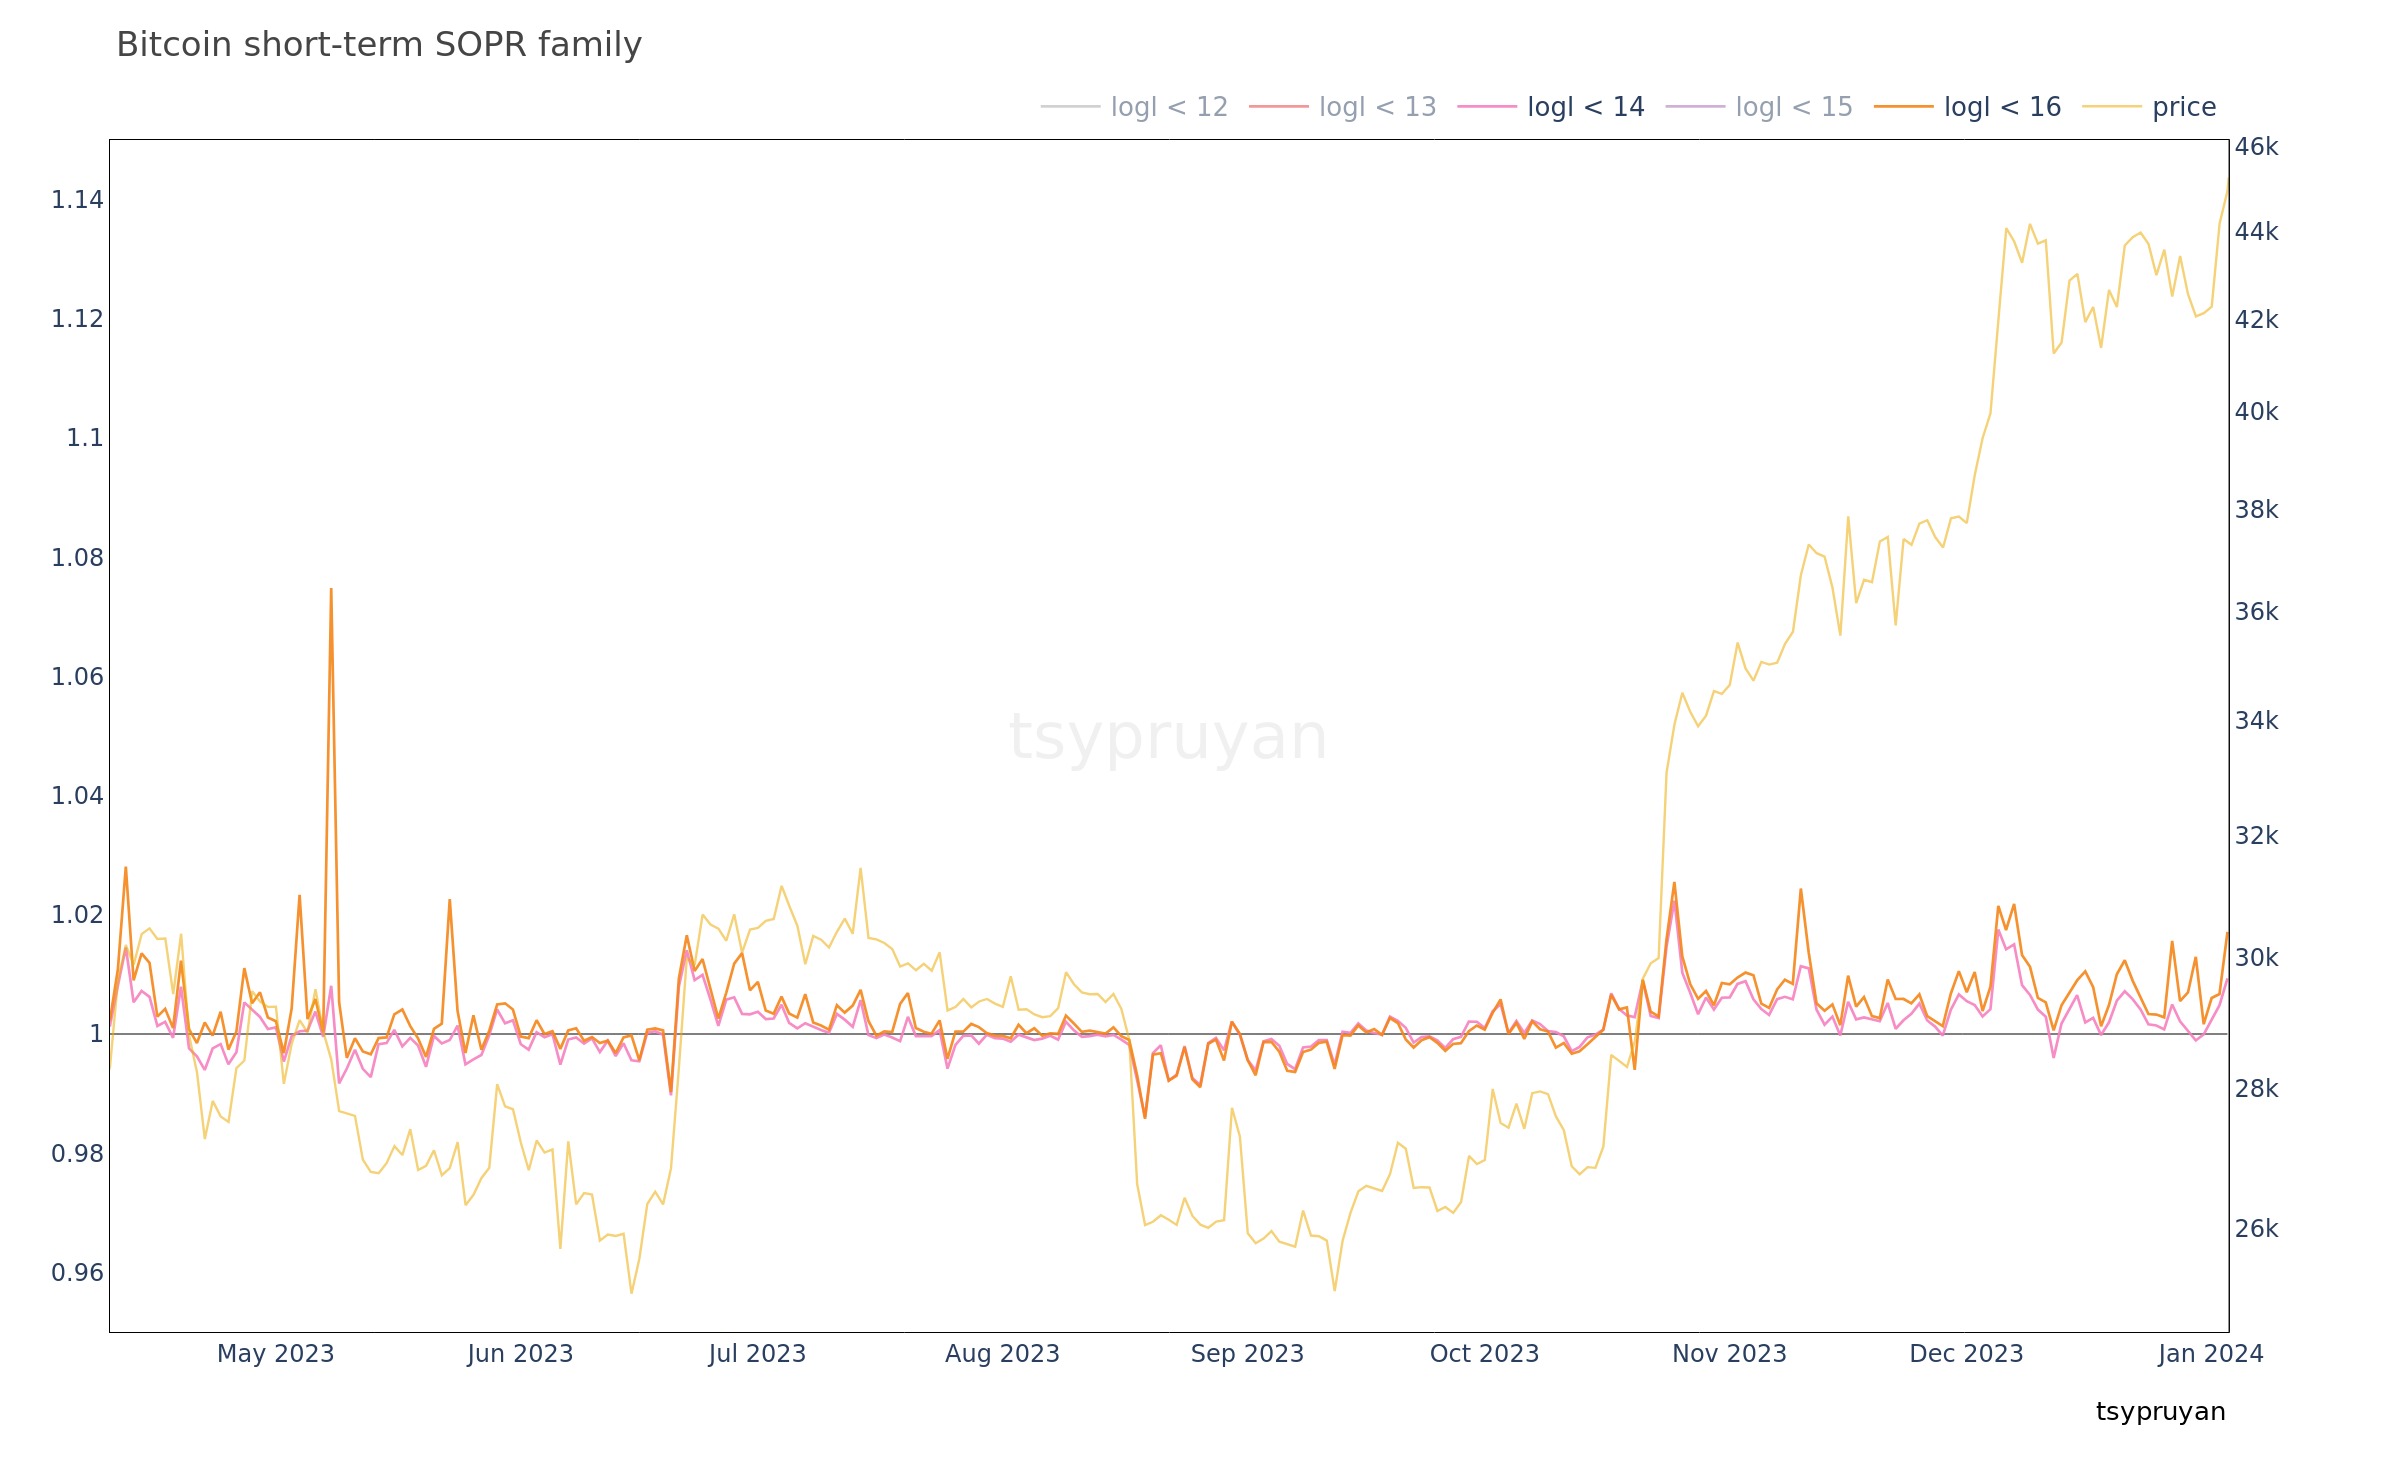 Bitcoin short-term SOPR family
logl < 12 logl < 13 logl < 14 logl < 15 logl < 16 price
1.14
1.12
1.1
1.08
1.06
1.04
1.02
1
0.98
0.96
46k
44k
42k
40k
38k
36k
34k
32k
30k
28k
26k
tsypruyan
May 2023 Jun 2023 Jul 2023 Aug 2023 Sep 2023 Oct 2023 Nov 2023 Dec 2023 Jan 2024
tsypruyan